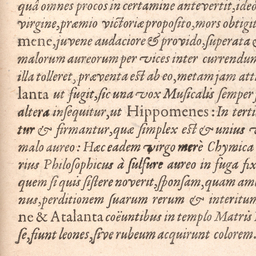 quâ omnes procos in certamine antevertit, ideo
virgine, præmio victoriæ proposito, mors obtigit
mene, juvene audaciore & provido, superata
malorum aureorum per vices inter currendum
illa tolleret, præventa est ab eo, metam jam att
lanta ut fugit, sic una vox Musicalis semper
altera insequitur, ut Hippomenes: In terti
tur & firmantur, quæ simplex est & unius v
malo aureo: Hæc eadem virgo merè Chymica
rius Philosophicus à sulfure aureo in fuga fix
quem si quis sistere noverit, sponsam, quam am
nus, perditionem suarum rerum & interitum
ne & Atalanta coëuntibus in templo Matris
se, fiunt leones, sive rubeum acquirunt colorem.